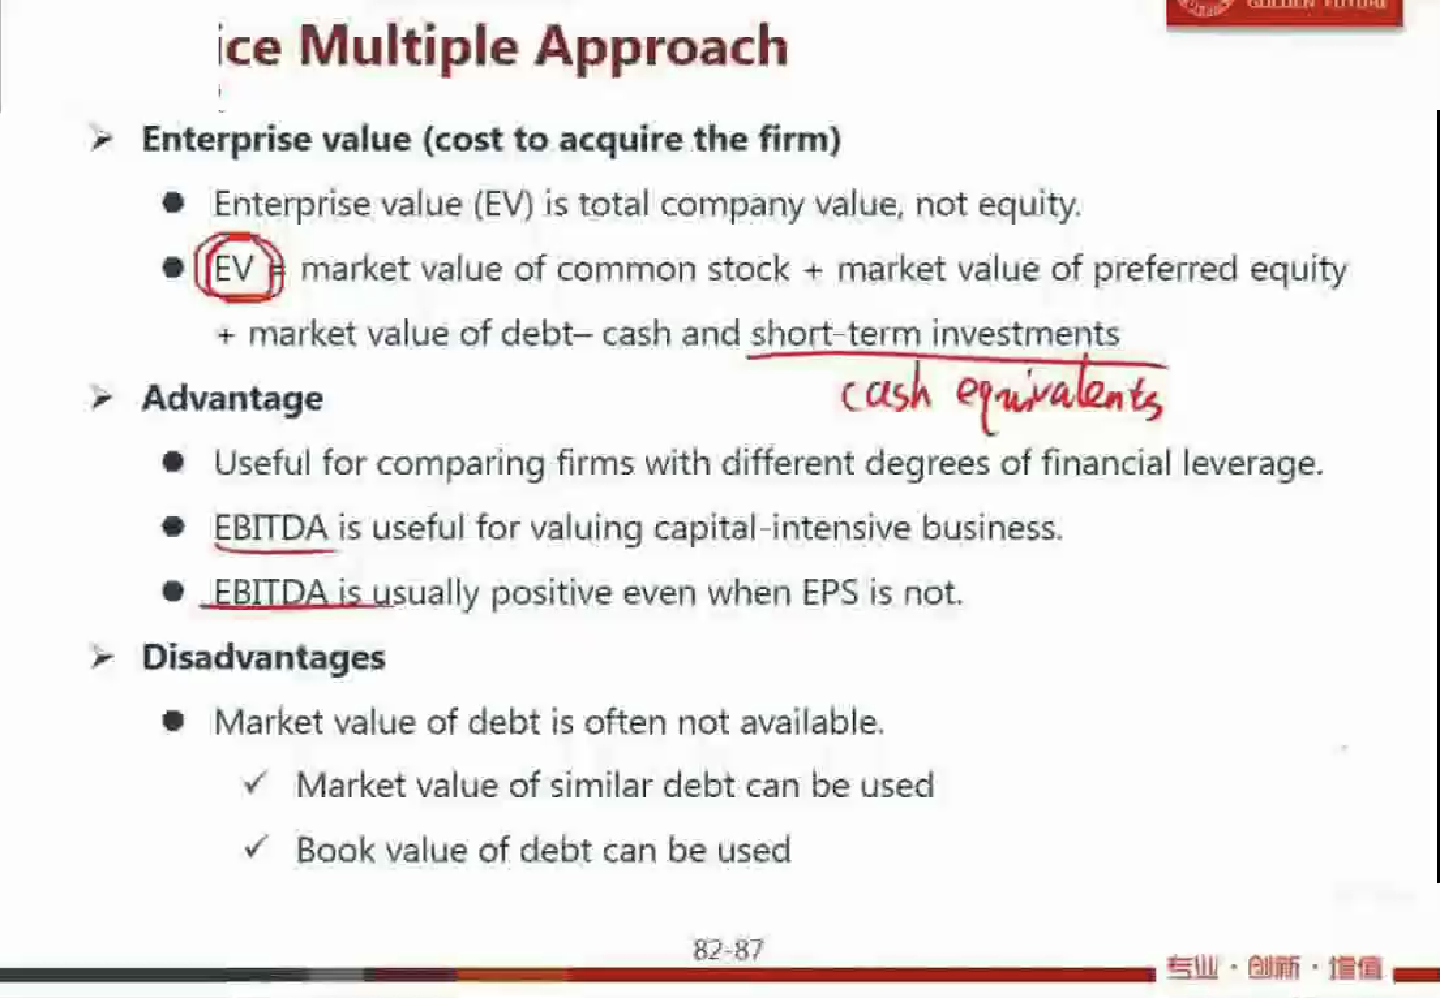 GOLDEN FUTURE
ice Multiple Approach
➢ Enterprise value (cost to acquire the firm)
● Enterprise value (EV) is total company value, not equity.
● EV = market value of common stock + market value of preferred equity
+ market value of debt– cash and short-term investments
cash equivalents
➢ Advantage
● Useful for comparing firms with different degrees of financial leverage.
● EBITDA is useful for valuing capital-intensive business.
● EBITDA is usually positive even when EPS is not.
➢ Disadvantages
● Market value of debt is often not available.
✓ Market value of similar debt can be used
✓ Book value of debt can be used
82-87
专业·创新·增值